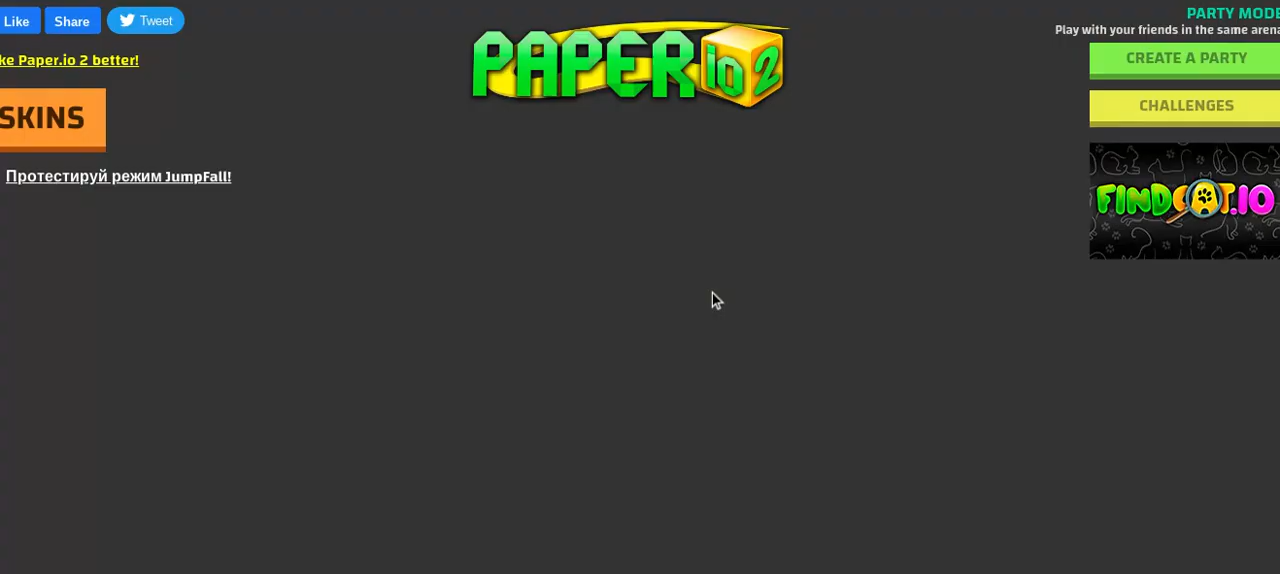 Like Share Tweet
ke Paper.io 2 better!
SKINS
Протестируй режим JumpFall!
PAPER io 2
PARTY MODE
Play with your friends in the same arena
CREATE A PARTY
CHALLENGES
FINDCAT.IO